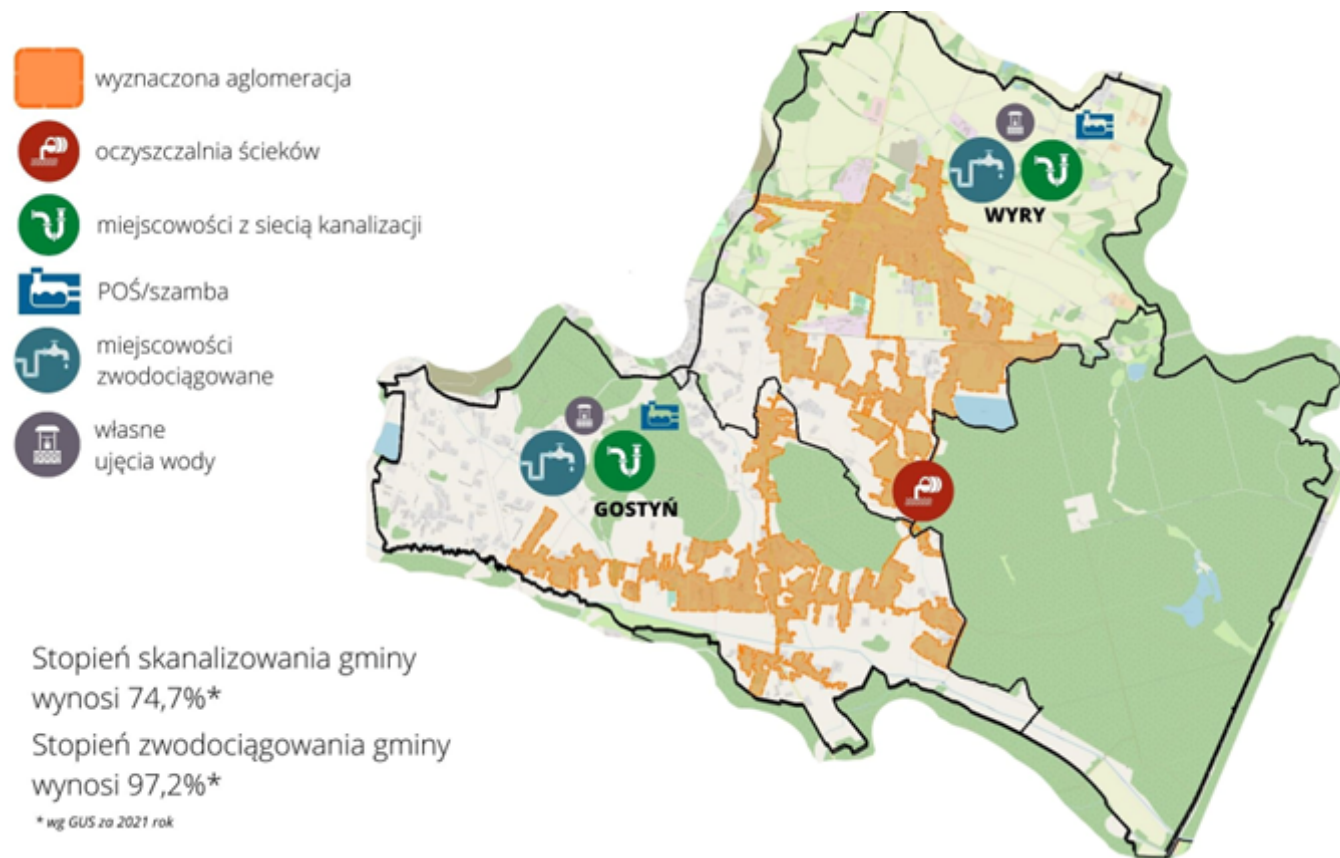 wyznaczona aglomeracja
oczyszczalnia ścieków
miejscowości z siecią kanalizacji
POŚ/szamba
miejscowości
zwodociągowane
własne
ujęcia wody
WYRY
GOSTYŃ
Stopień skanalizowania gminy
wynosi 74,7%*
Stopień zwodociągowania gminy
wynosi 97,2%*
* wg GUS za 2021 rok